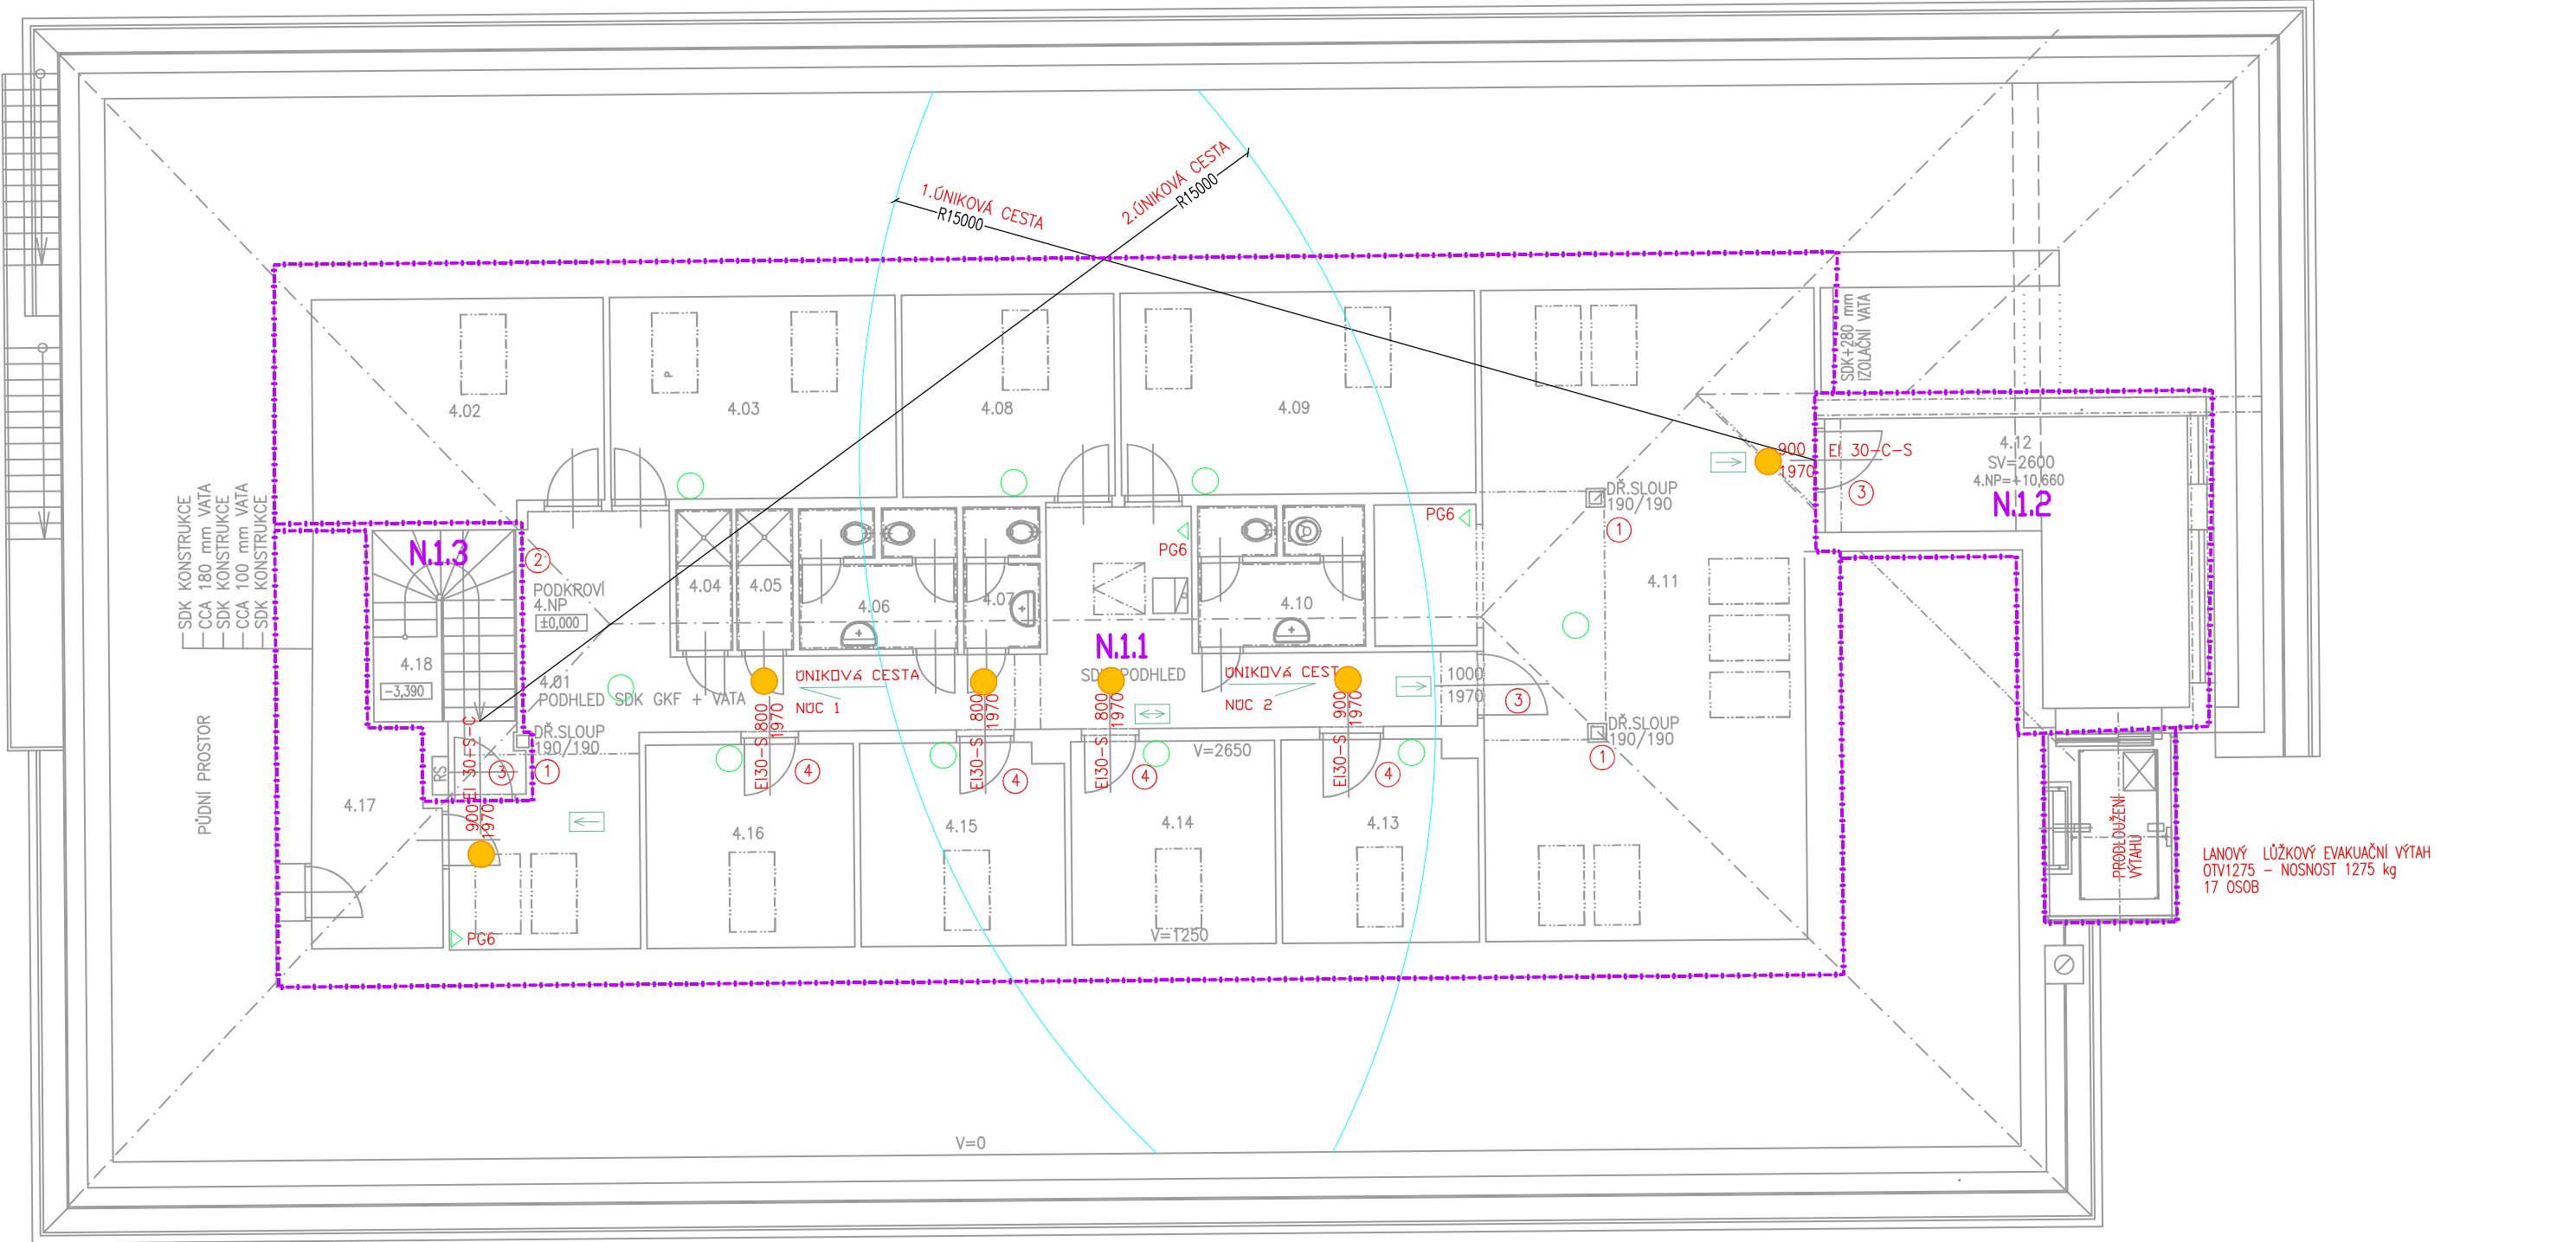 1.ÚNIKOVÁ CESTA
R15000
2.ÚNIKOVÁ CESTA
R15000
SDK+280 mm
IZOLAČNÍ VATA
4.02
4.03
P
4.08
4.09
900
1970
EI 30-C-S
3
4.12
SV=2600
4.NP=+10,660
N.1.2
DŘ.SLOUP
190/190
1
PG6
PG6
SDK KONSTRUKCE
CCA 180 mm VATA
SDK KONSTRUKCE
CCA 100 mm VATA
SDK KONSTRUKCE
N.1.3
2
PODKROVÍ
4.NP
±0,000
4.04
4.05
4.06
4.07
4.10
4.11
N.1.1
4.18
-3,390
4.01
PODHLED SDK GKF + VATA
ÚNIKOVÁ CESTA
NÚC 1
PODHLED
NÚC 2
1000
1970
3
DŘ.SLOUP
190/190
1
DŘ.SLOUP
190/190
1
RS
3
EI 30-S-C
900
1970
EI30-S 800
1970
4
EI30-S 800
1970
4
EI30-S 800
1970
4
EI30-S 900
1970
4
V=2650
PŮDNÍ PROSTOR
4.17
4.16
4.15
4.14
4.13
V=1250
PG6
PRODLOUŽENÍ
VÝTAHU
LANOVÝ LŮŽKOVÝ EVAKUAČNÍ VÝTAH
OTV1275 – NOSNOST 1275 kg
17 OSOB
V=0